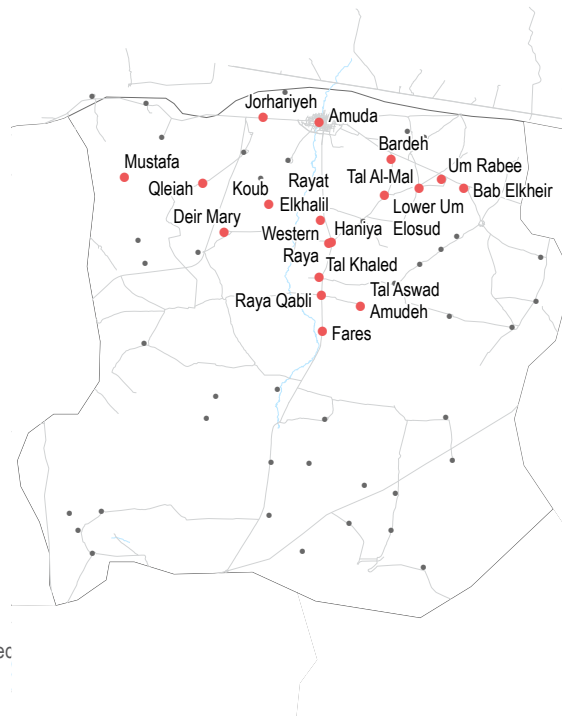 Jorhariyeh
Amuda
Bardeh
Mustafa
Um Rabee
Qleiah
Koub
Rayat
Elkhalil
Tal Al-Mal
Bab Elkheir
Lower Um
Elosud
Deir Mary
Western
Raya
Haniya
Tal Khaled
Raya Qabli
Tal Aswad
Amudeh
Fares